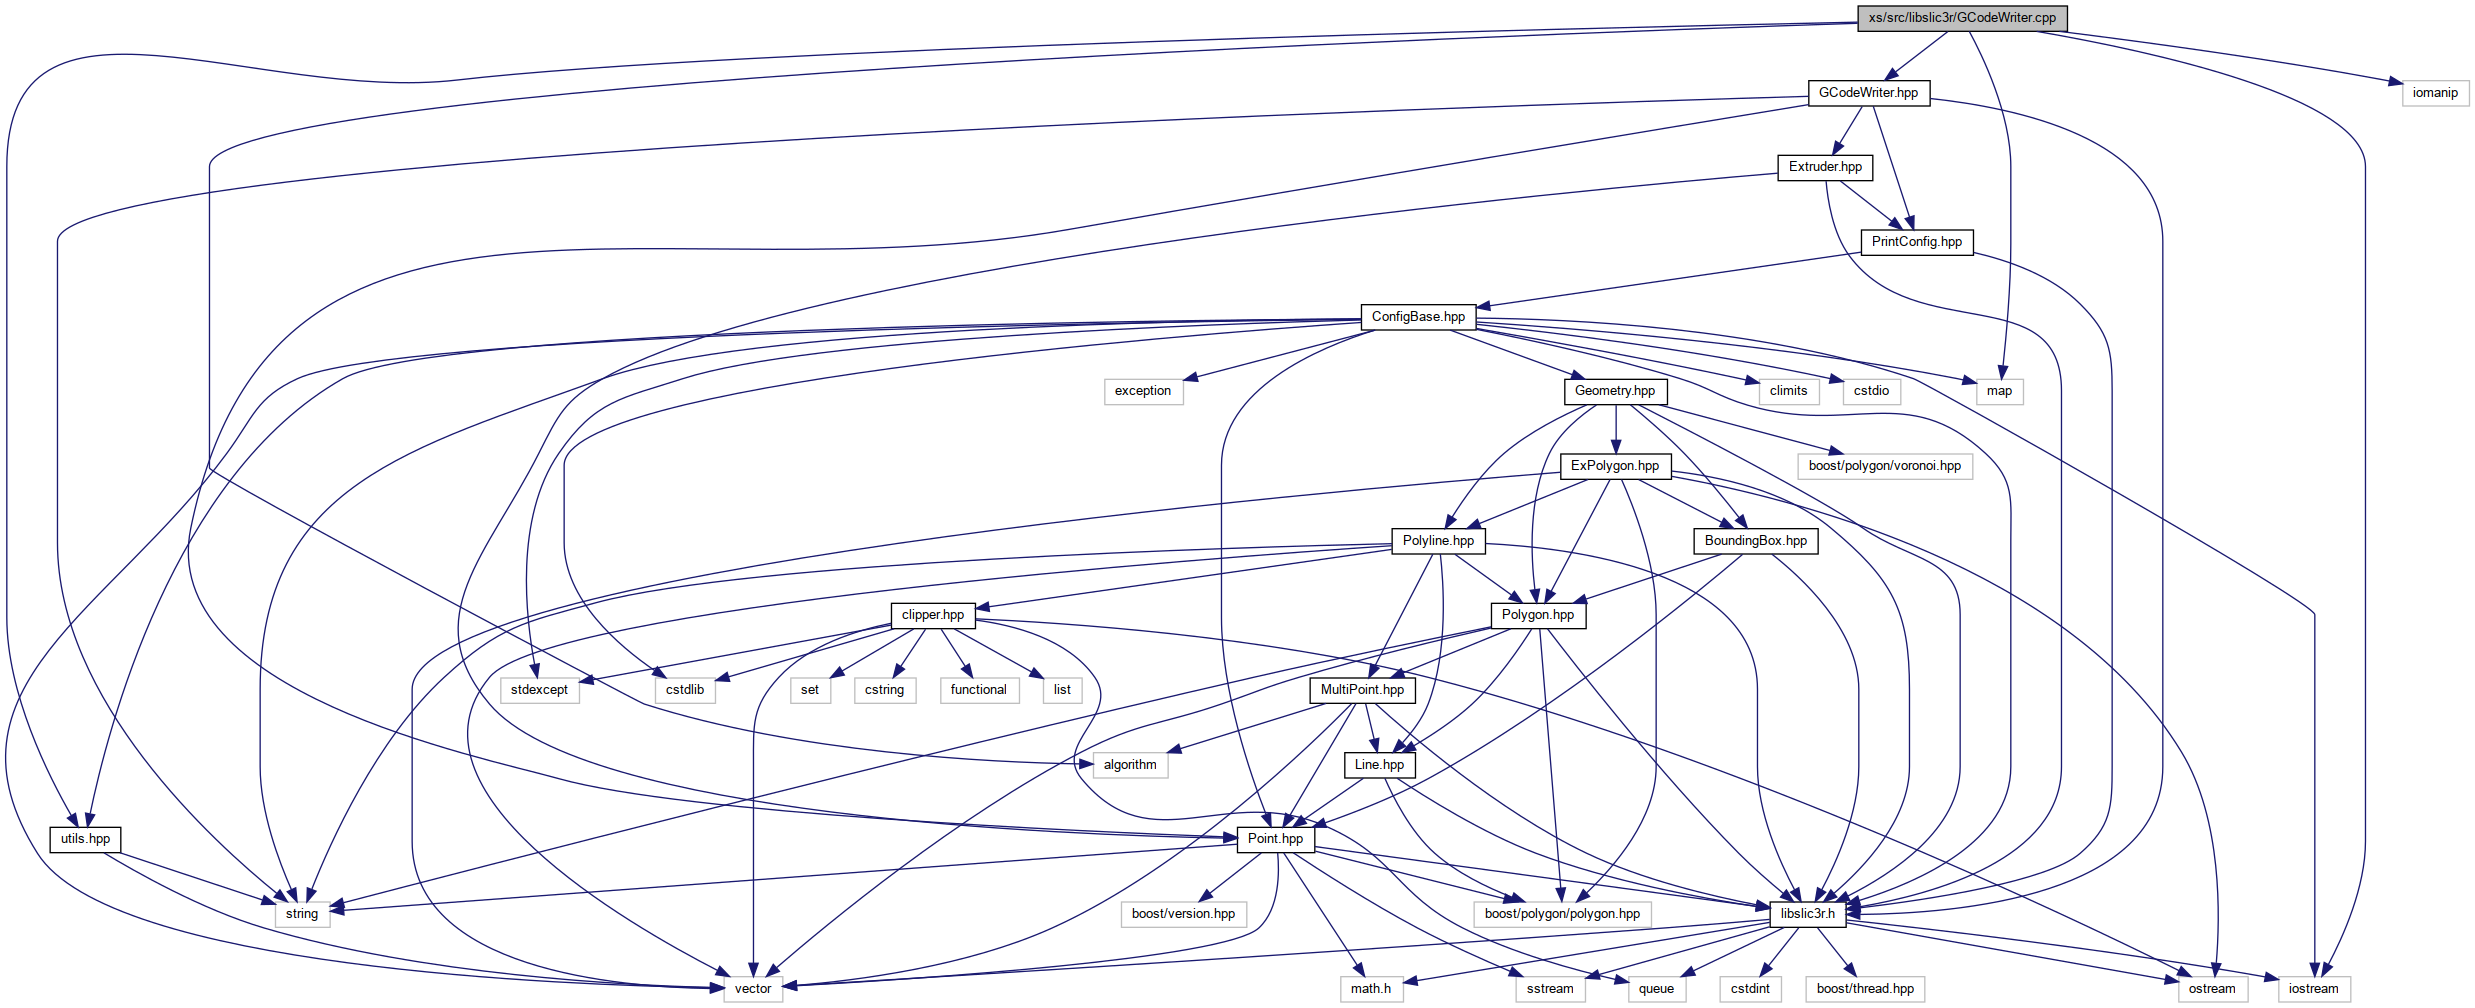 xs/src/libslic3r/GCodeWriter.cpp
GCodeWriter.hpp
iomanip
Extruder.hpp
PrintConfig.hpp
ConfigBase.hpp
exception
Geometry.hpp
climits
cstdio
map
ExPolygon.hpp
boost/polygon/voronoi.hpp
Polyline.hpp
BoundingBox.hpp
clipper.hpp
Polygon.hpp
stdexcept
cstdlib
set
cstring
functional
list
MultiPoint.hpp
algorithm
Line.hpp
utils.hpp
Point.hpp
string
boost/version.hpp
boost/polygon/polygon.hpp
libslic3r.h
vector
math.h
sstream
queue
cstdint
boost/thread.hpp
ostream
iostream